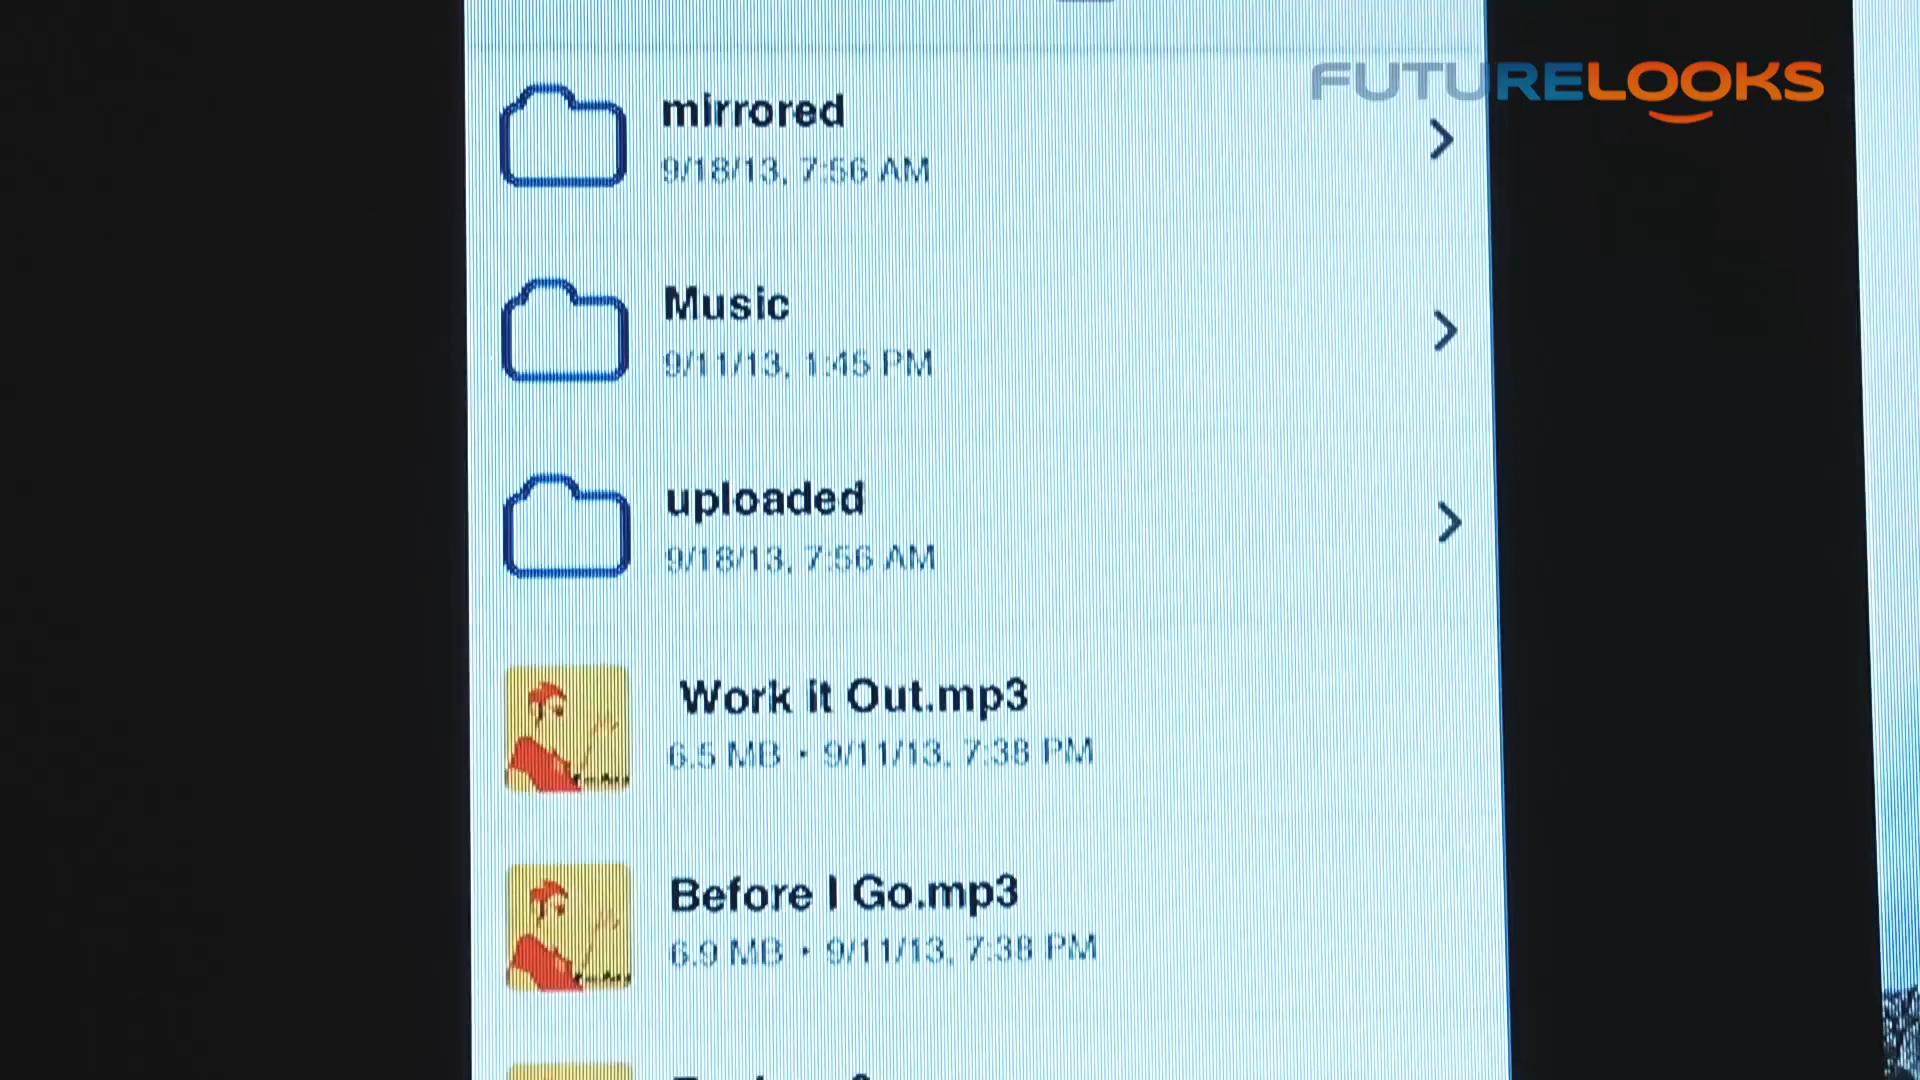 FUTURELOOKS
mirrored
9/18/13, 7:56 AM
Music
9/11/13, 1:45 PM
uploaded
9/18/13, 7:56 AM
Work it Out.mp3
6.5 MB • 9/11/13, 7:38 PM
Before I Go.mp3
6.9 MB • 9/11/13, 7:38 PM